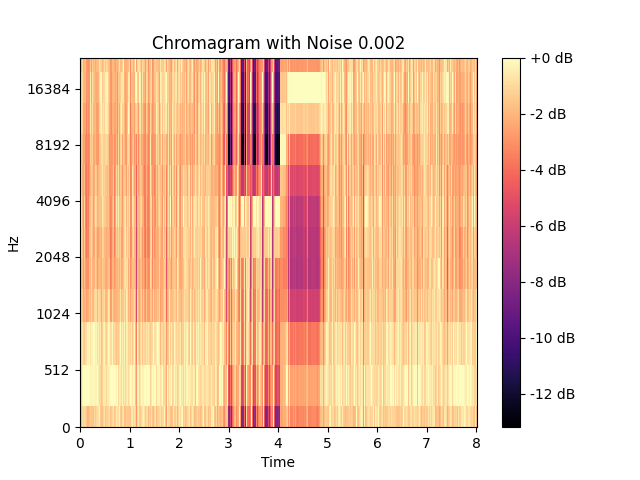 Chromagram with Noise 0.002
Hz
16384
8192
4096
2048
1024
512
0
0 1 2 3 4 5 6 7 8
Time
+0 dB
-2 dB
-4 dB
-6 dB
-8 dB
-10 dB
-12 dB